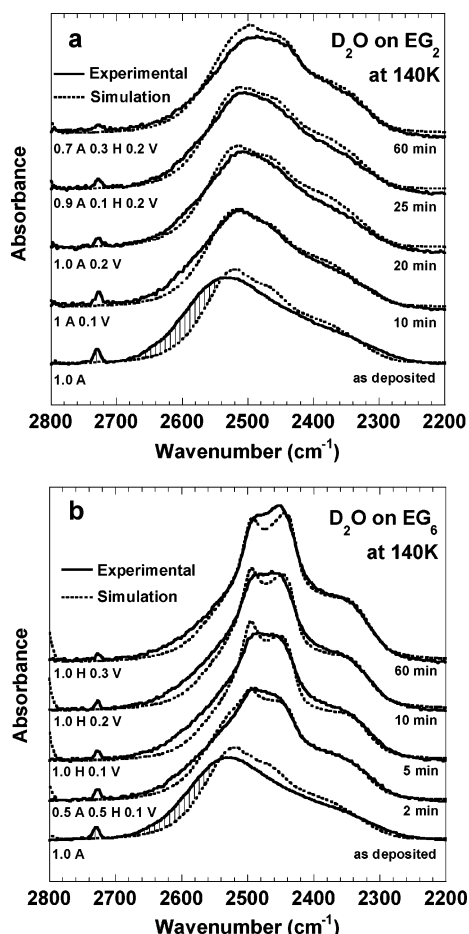 a
D2O on EG2
at 140K
Experimental
Simulation
0.7 A 0.3 H 0.2 V
60 min
0.9 A 0.1 H 0.2 V
25 min
1.0 A 0.2 V
20 min
1 A 0.1 V
10 min
1.0 A
as deposited
Absorbance
2800 2700 2600 2500 2400 2300 2200
Wavenumber (cm-1)
b
D2O on EG6
at 140K
Experimental
Simulation
1.0 H 0.3 V
60 min
1.0 H 0.2 V
10 min
1.0 H 0.1 V
5 min
0.5 A 0.5 H 0.1 V
2 min
1.0 A
as deposited
Absorbance
2800 2700 2600 2500 2400 2300 2200
Wavenumber (cm-1)